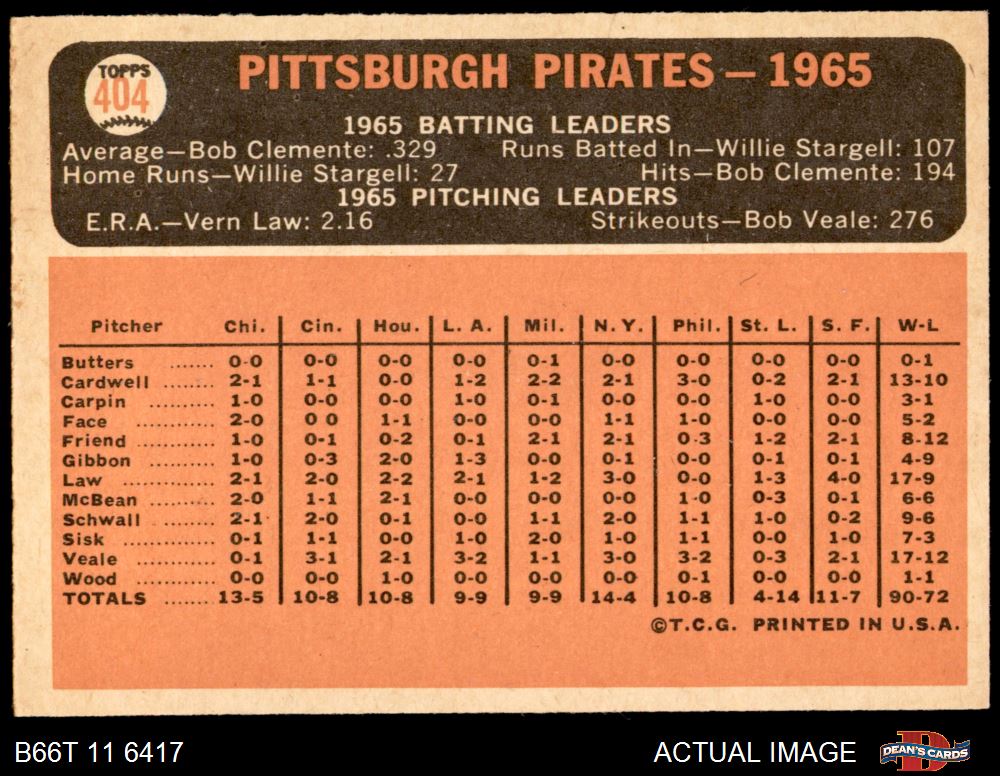 TOPPS
404
PITTSBURGH PIRATES — 1965
1965 BATTING LEADERS
Average—Bob Clemente: .329 Runs Batted In—Willie Stargell: 107
Home Runs—Willie Stargell: 27 Hits—Bob Clemente: 194
1965 PITCHING LEADERS
E.R.A.—Vern Law: 2.16 Strikeouts—Bob Veale: 276
Pitcher Chi. Cin. Hou. L. A. Mil. N. Y. Phil. St. L. S. F. W-L
Butters ....... 0-0 0-0 0-0 0-0 0-1 0-0 0-0 0-0 0-0 0-1
Cardwell ........ 2-1 1-1 0-0 1-2 2-2 2-1 3-0 0-2 2-1 13-10
Carpin .......... 1-0 0-0 0-0 1-0 0-1 0-0 0-0 1-0 0-0 3-1
Face ............ 2-0 0 0 1-1 0-0 0-0 1-1 1-0 0-0 0-0 5-2
Friend ............ 1-0 0-1 0-2 0-1 2-1 2-1 0-3 1-2 2-1 8-12
Gibbon .......... 1-0 0-3 2-0 1-3 0-0 0-1 0-0 0-1 0-1 4-9
Law .............. 2-1 2-0 2-2 2-1 1-2 3-0 0-0 1-3 4-0 17-9
McBean ........ 2-0 1-1 2-1 0-0 0-0 0-0 1-0 0-3 0-1 6-6
Schwall .......... 2-1 2-0 0-1 0-0 1-1 2-0 1-1 1-0 0-2 9-6
Sisk .............. 0-1 1-1 0-0 1-0 2-0 1-0 1-1 0-0 1-0 7-3
Veale ............ 0-1 3-1 2-1 3-2 1-1 3-0 3-2 0-3 2-1 17-12
Wood ............ 0-0 0-0 1-0 0-0 0-0 0-0 0-1 0-0 0-0 1-1
TOTALS ....... 13-5 10-8 10-8 9-9 9-9 14-4 10-8 4-14 11-7 90-72
©T.C.G. PRINTED IN U.S.A.
B66T 11 6417 ACTUAL IMAGE D DEAN'S CARDS